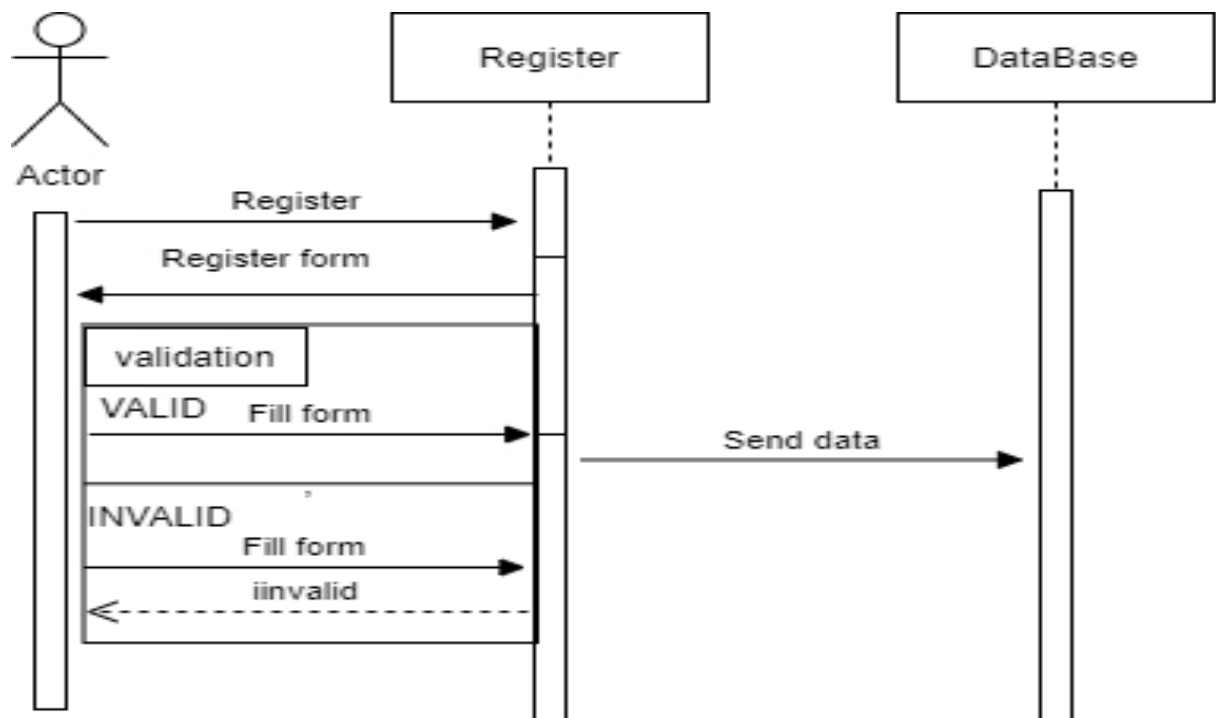 Register
DataBase
Actor
Register
Register form
validation
VALID
Fill form
Send data
,
INVALID
Fill form
iinvalid